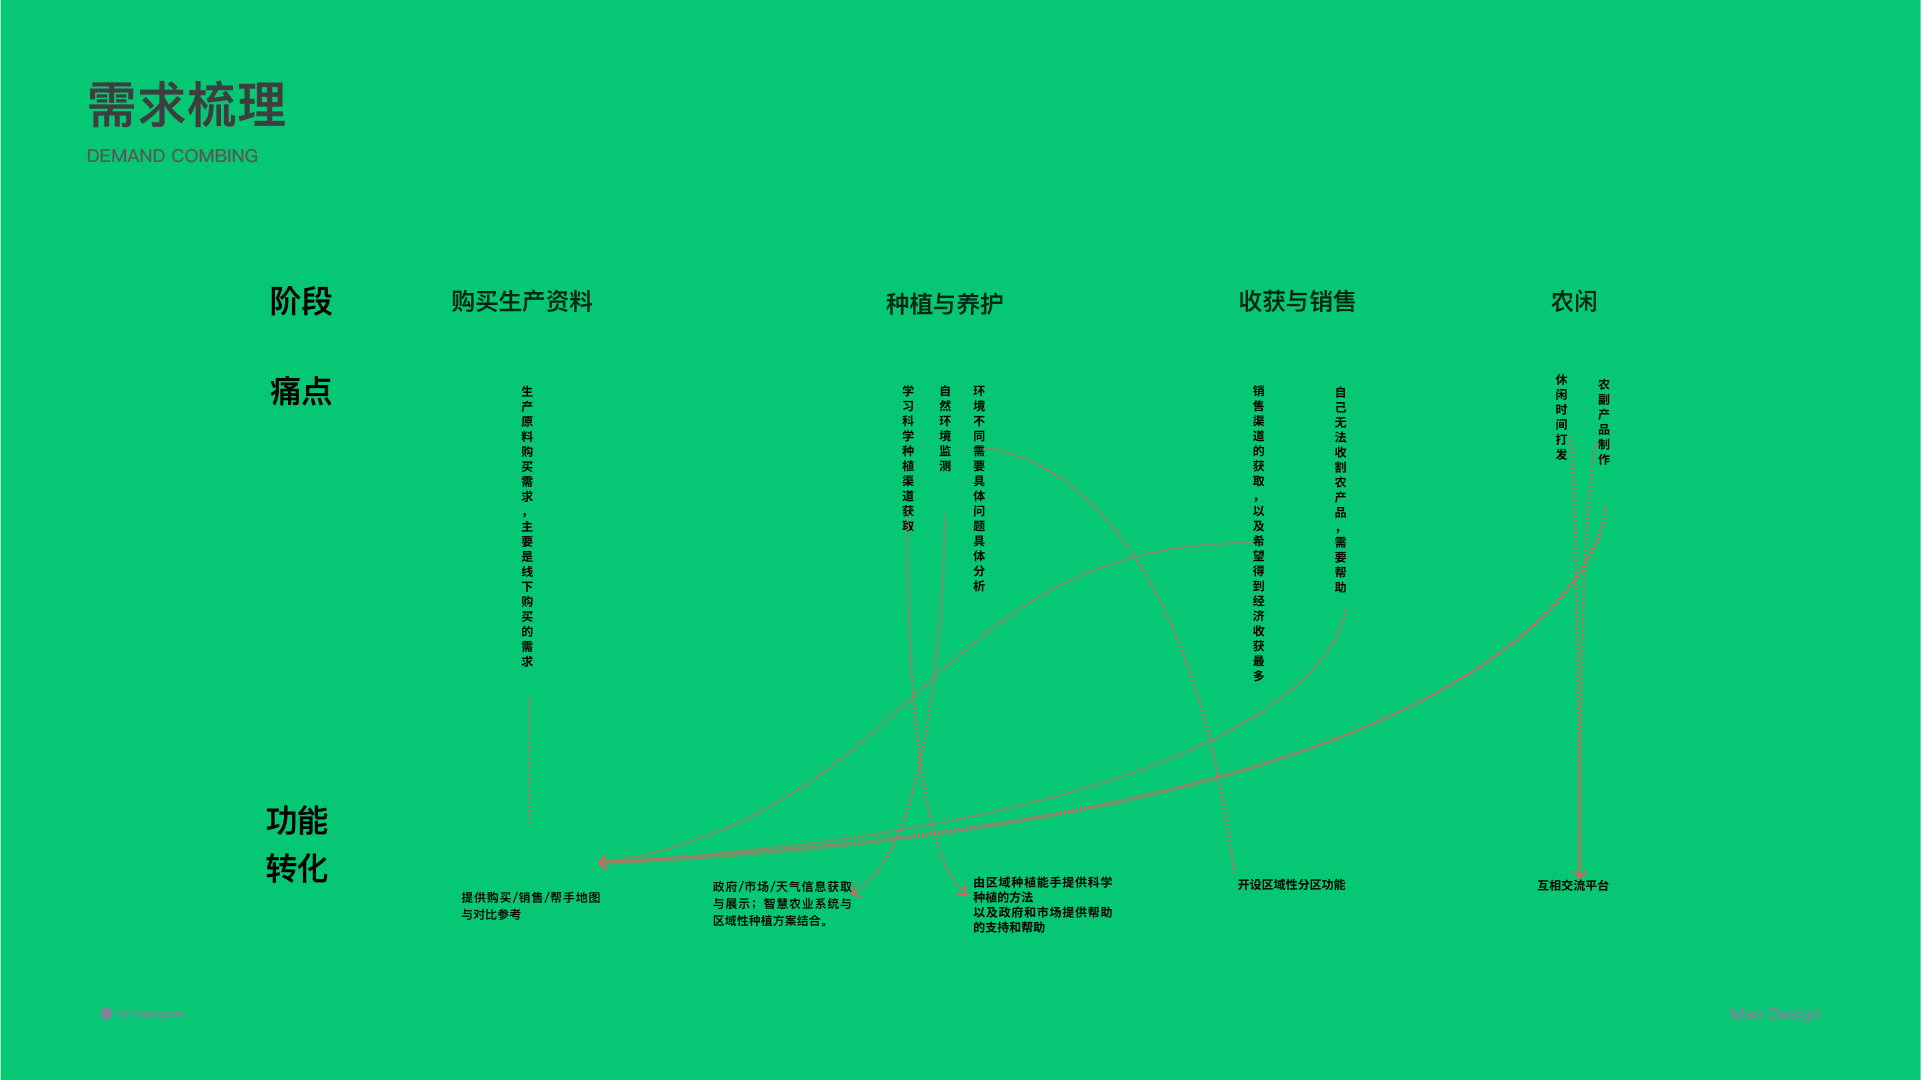 需求梳理
DEMAND COMBING
阶段
购买生产资料
种植与养护
收获与销售
农闲
痛点
生产原料购买需求，主要是线下购买的需求
学习科学种植渠道获取
自然环境监测
环境不同需要具体问题具体分析
销售渠道的获取，以及希望得到经济收获最多
自己无法收割农产品，需要帮助
休闲时间打发
农副产品制作
功能
转化
提供购买/销售/帮手地图
与对比参考
政府/市场/天气信息获取
与展示；智慧农业系统与
区域性种植方案结合。
由区域种植能手提供科学
种植的方法
以及政府和市场提供帮助
的支持和帮助
开设区域性分区功能
互相交流平台
UI Designer
Mao Design